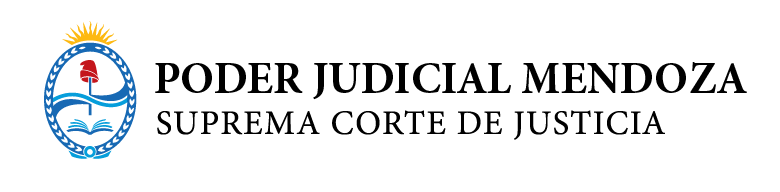 PODER JUDICIAL MENDOZA
SUPREMA CORTE DE JUSTICIA